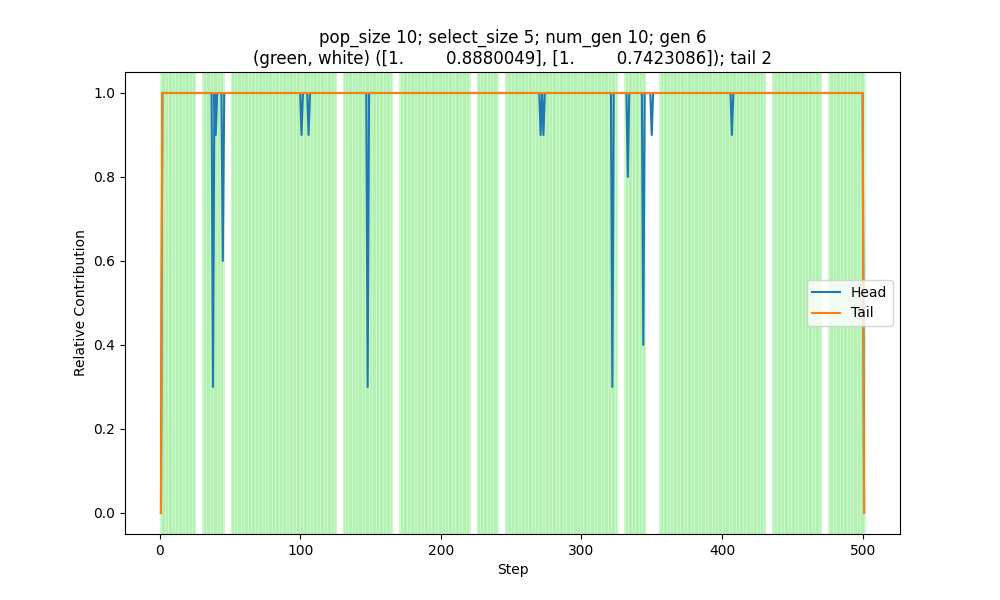 pop_size 10; select_size 5; num_gen 10; gen 6
(green, white) ([1.        0.8880049], [1.        0.7423086]); tail 2
1.0
0.8
0.6
0.4
0.2
0.0
Relative Contribution
Head
Tail
0
100
200
300
400
500
Step